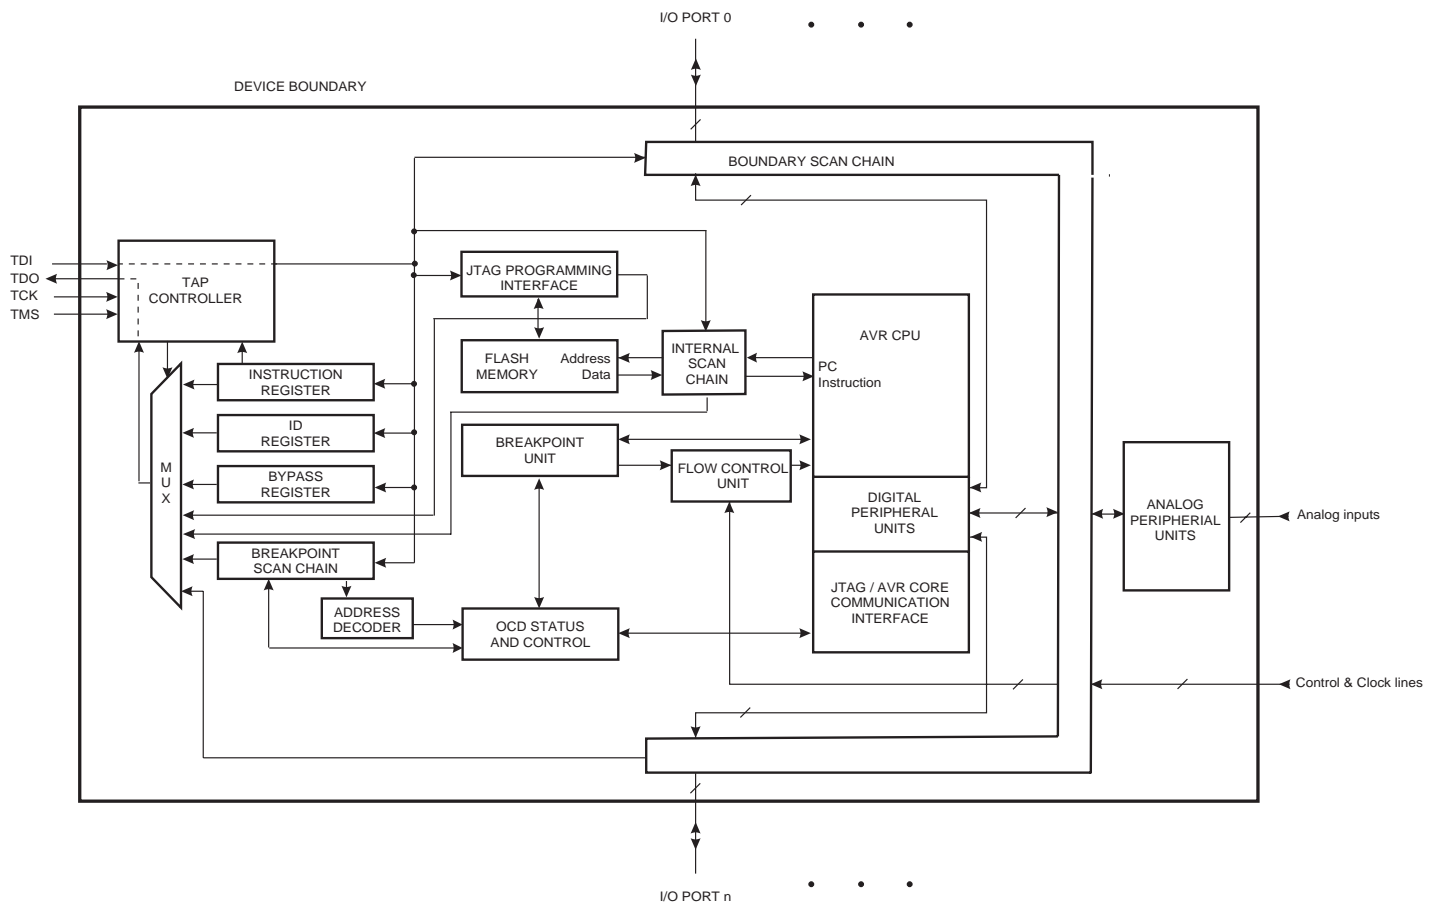 I/O PORT 0
DEVICE BOUNDARY
BOUNDARY SCAN CHAIN
TDI
TDO
TCK
TMS
TAP
CONTROLLER
JTAG PROGRAMMING
INTERFACE
AVR CPU
FLASH
MEMORY
Address
Data
INTERNAL
SCAN
CHAIN
PC
Instruction
INSTRUCTION
REGISTER
ID
REGISTER
M
U
X
BYPASS
REGISTER
BREAKPOINT
UNIT
FLOW CONTROL
UNIT
DIGITAL
PERIPHERAL
UNITS
ANALOG
PERIPHERIAL
UNITS
Analog inputs
BREAKPOINT
SCAN CHAIN
ADDRESS
DECODER
OCD STATUS
AND CONTROL
JTAG / AVR CORE
COMMUNICATION
INTERFACE
Control & Clock lines
I/O PORT n